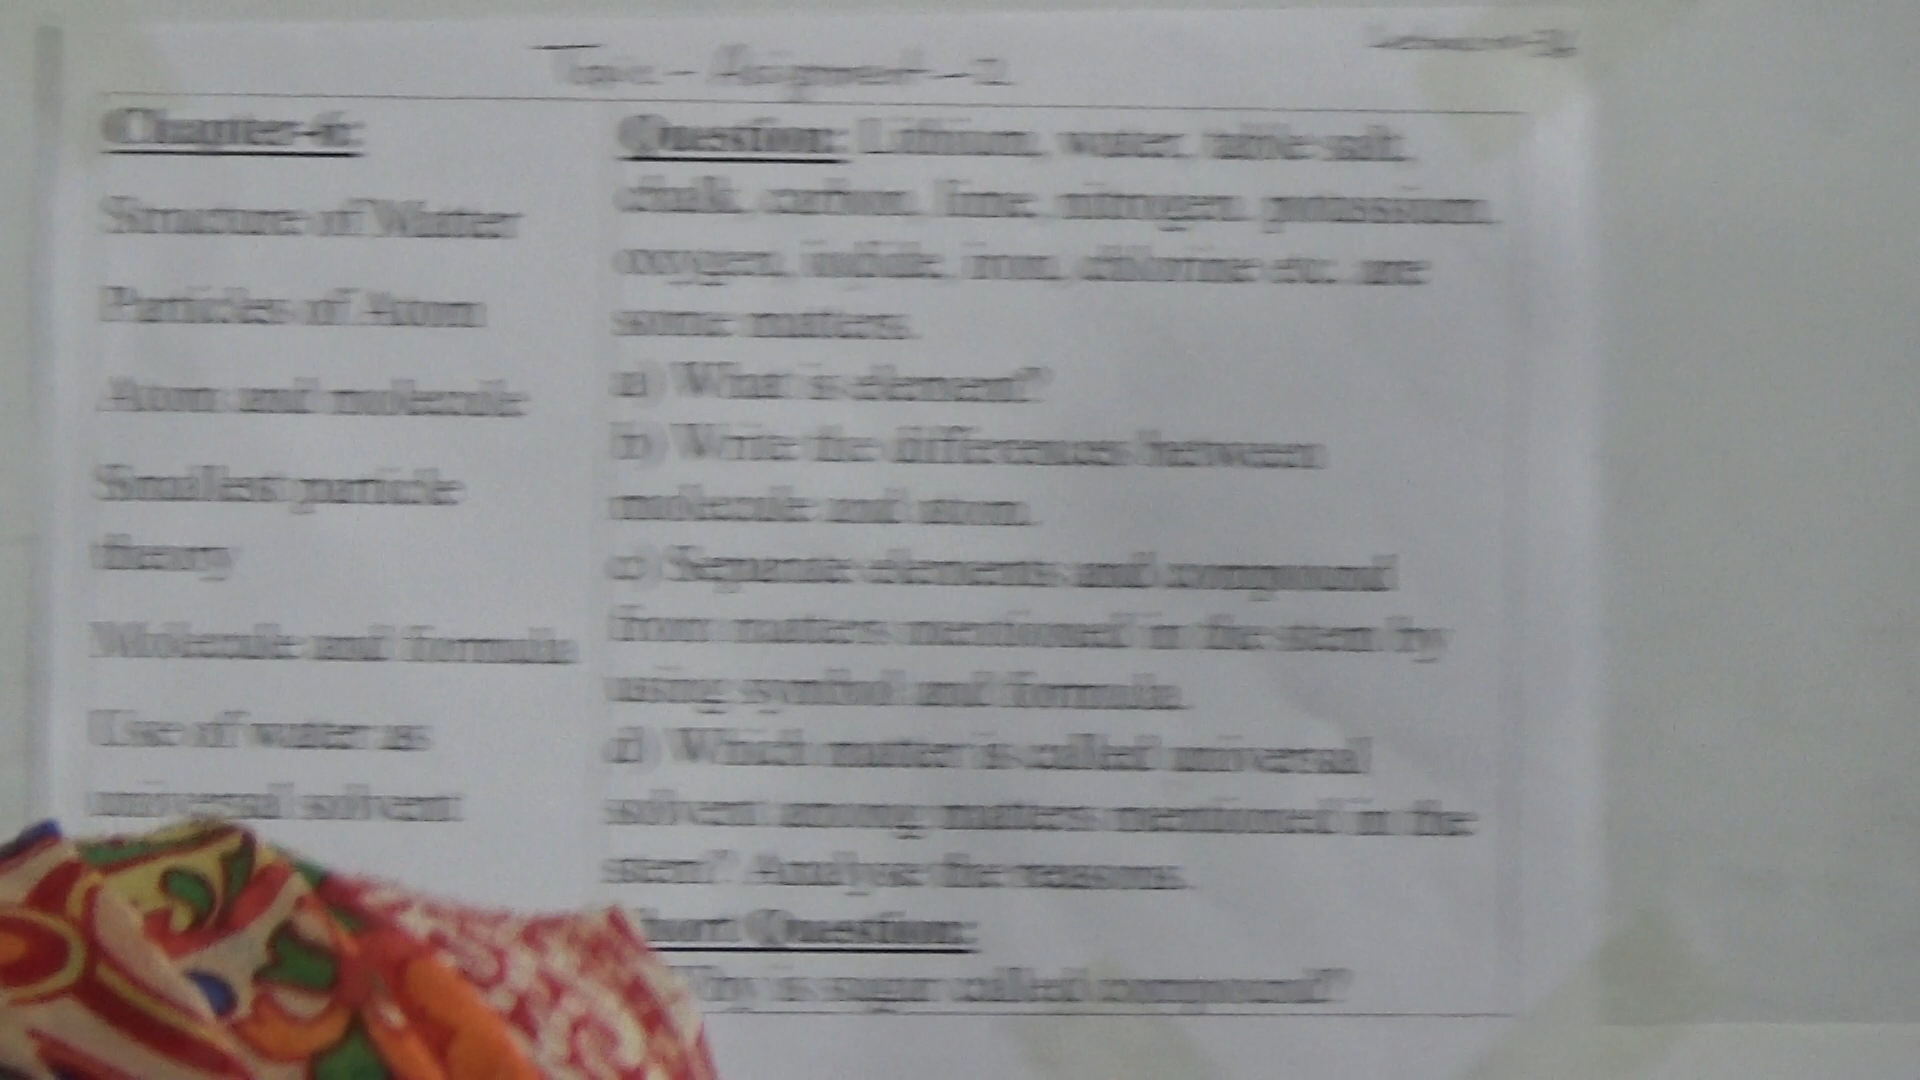 Topic - Assignment - 2
Chapter-6:
Structure of Matter
Particles of Atom
Atom and molecule
Smallest particle
theory
Molecule and formula
Use of water as
universal solvent
Question: Lithium, water, table salt,
chalk, carbon, lime, nitrogen, potassium,
oxygen, iron, chlorine etc. are
some matters.
a) What is element?
b) Write the differences between
molecule and atom.
c) Separate elements and compound
from matters mentioned in the stem by
using symbol and formula.
d) Which matter is called universal
solvent among matters mentioned in the
stem? Analyse the reasons.
Question:
is sugar called compound?